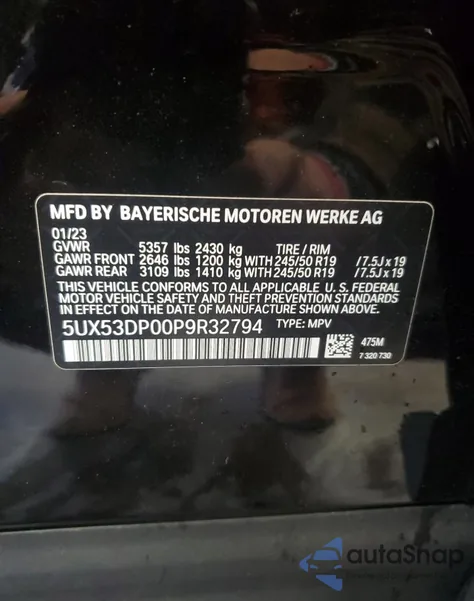 MFD BY BAYERISCHE MOTOREN WERKE AG
01/23
GVWR 5357 lbs 2430 kg TIRE / RIM
GAWR FRONT 2646 lbs 1200 kg WITH 245/50 R19 /7.5J x 19
GAWR REAR 3109 lbs 1410 kg WITH 245/50 R19 /7.5J x 19
THIS VEHICLE CONFORMS TO ALL APPLICABLE U. S. FEDERAL
MOTOR VEHICLE SAFETY AND THEFT PREVENTION STANDARDS
IN EFFECT ON THE DATE OF MANUFACTURE SHOWN ABOVE.
5UX53DP00P9R32794 TYPE: MPV
475M
7 320 730
autoSnap